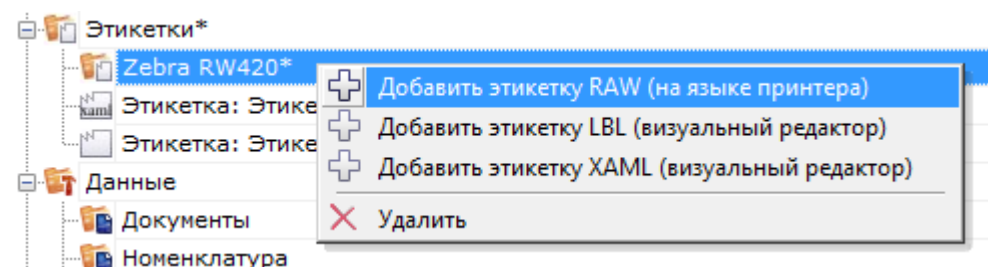 Этикетки*
Zebra RW420*
Добавить этикетку RAW (на языке принтера)
xaml Этикетка: Этике
Добавить этикетку LBL (визуальный редактор)
Этикетка: Этике
Добавить этикетку XAML (визуальный редактор)
Данные
Документы
Удалить
Номенклатура